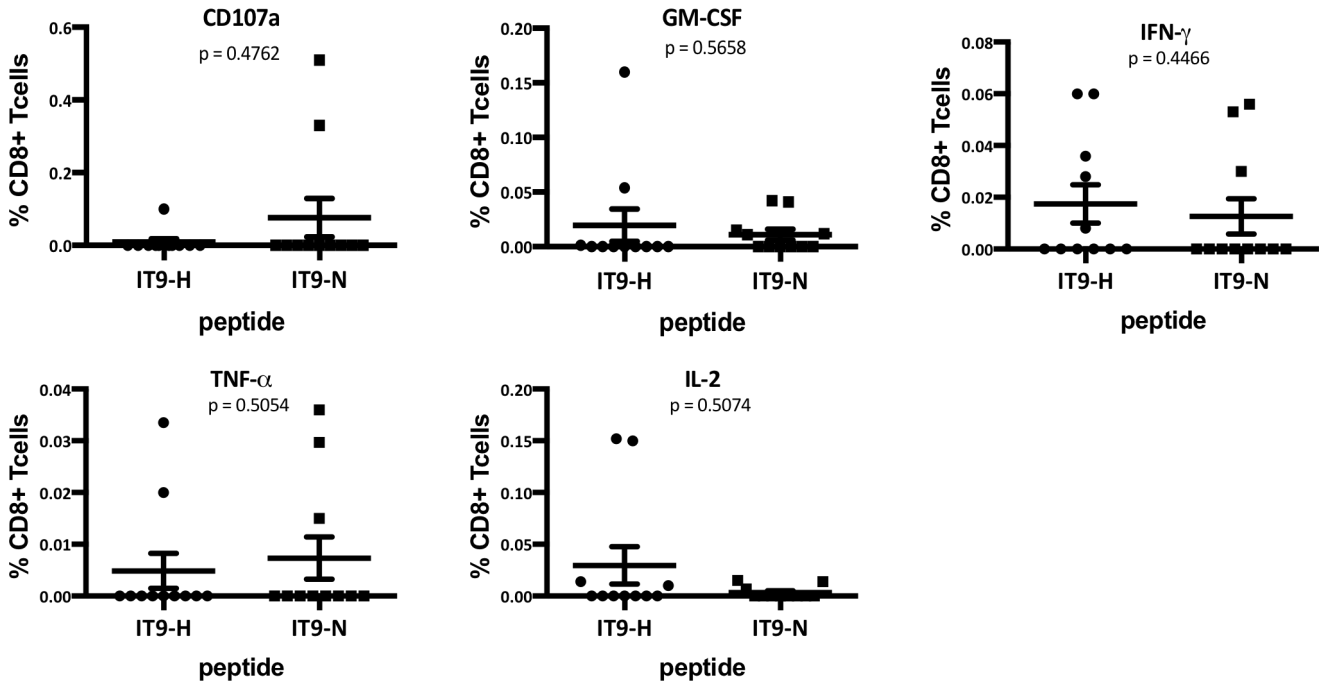 CD107a
p = 0.4762
% CD8+ Tcells
0.6
0.4
0.2
0.0
IT9-H IT9-N
peptide
GM-CSF
p = 0.5658
% CD8+ Tcells
0.20
0.15
0.10
0.05
0.00
IT9-H IT9-N
peptide
IFN-γ
p = 0.4466
% CD8+ Tcells
0.08
0.06
0.04
0.02
0.00
IT9-H IT9-N
peptide
TNF-α
p = 0.5054
% CD8+ Tcells
0.04
0.03
0.02
0.01
0.00
IT9-H IT9-N
peptide
IL-2
p = 0.5074
% CD8+ Tcells
0.20
0.15
0.10
0.05
0.00
IT9-H IT9-N
peptide